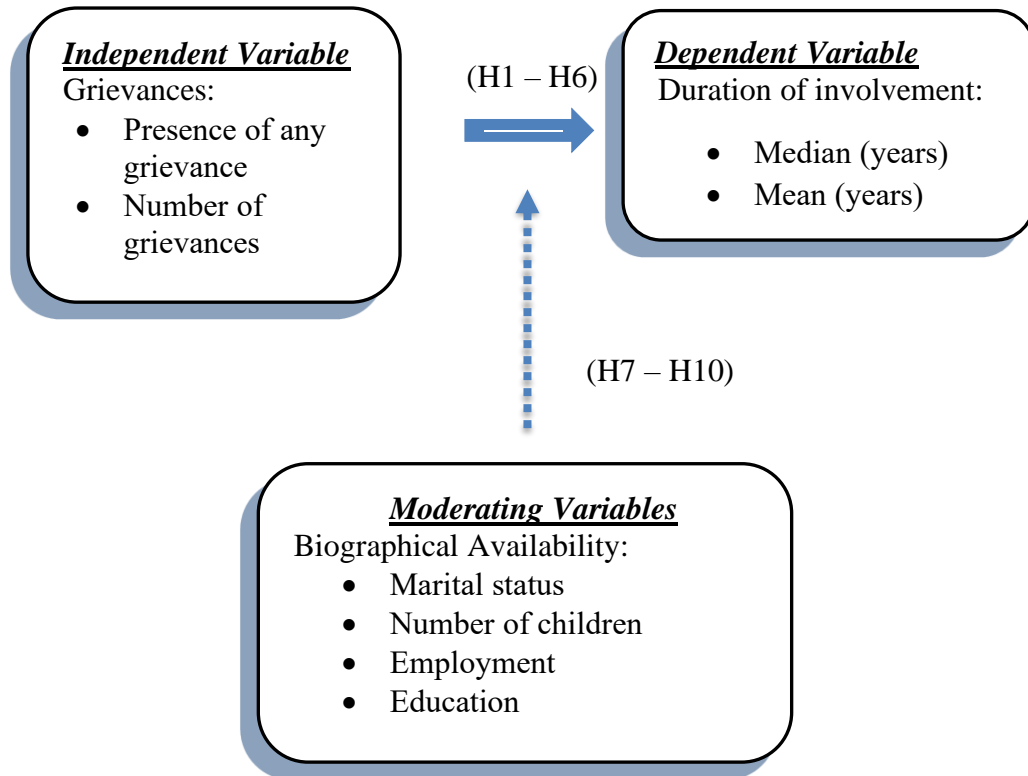 Independent Variable
Grievances:
• Presence of any
grievance
• Number of
grievances
(H1 – H6)
Dependent Variable
Duration of involvement:
• Median (years)
• Mean (years)
(H7 – H10)
Moderating Variables
Biographical Availability:
• Marital status
• Number of children
• Employment
• Education